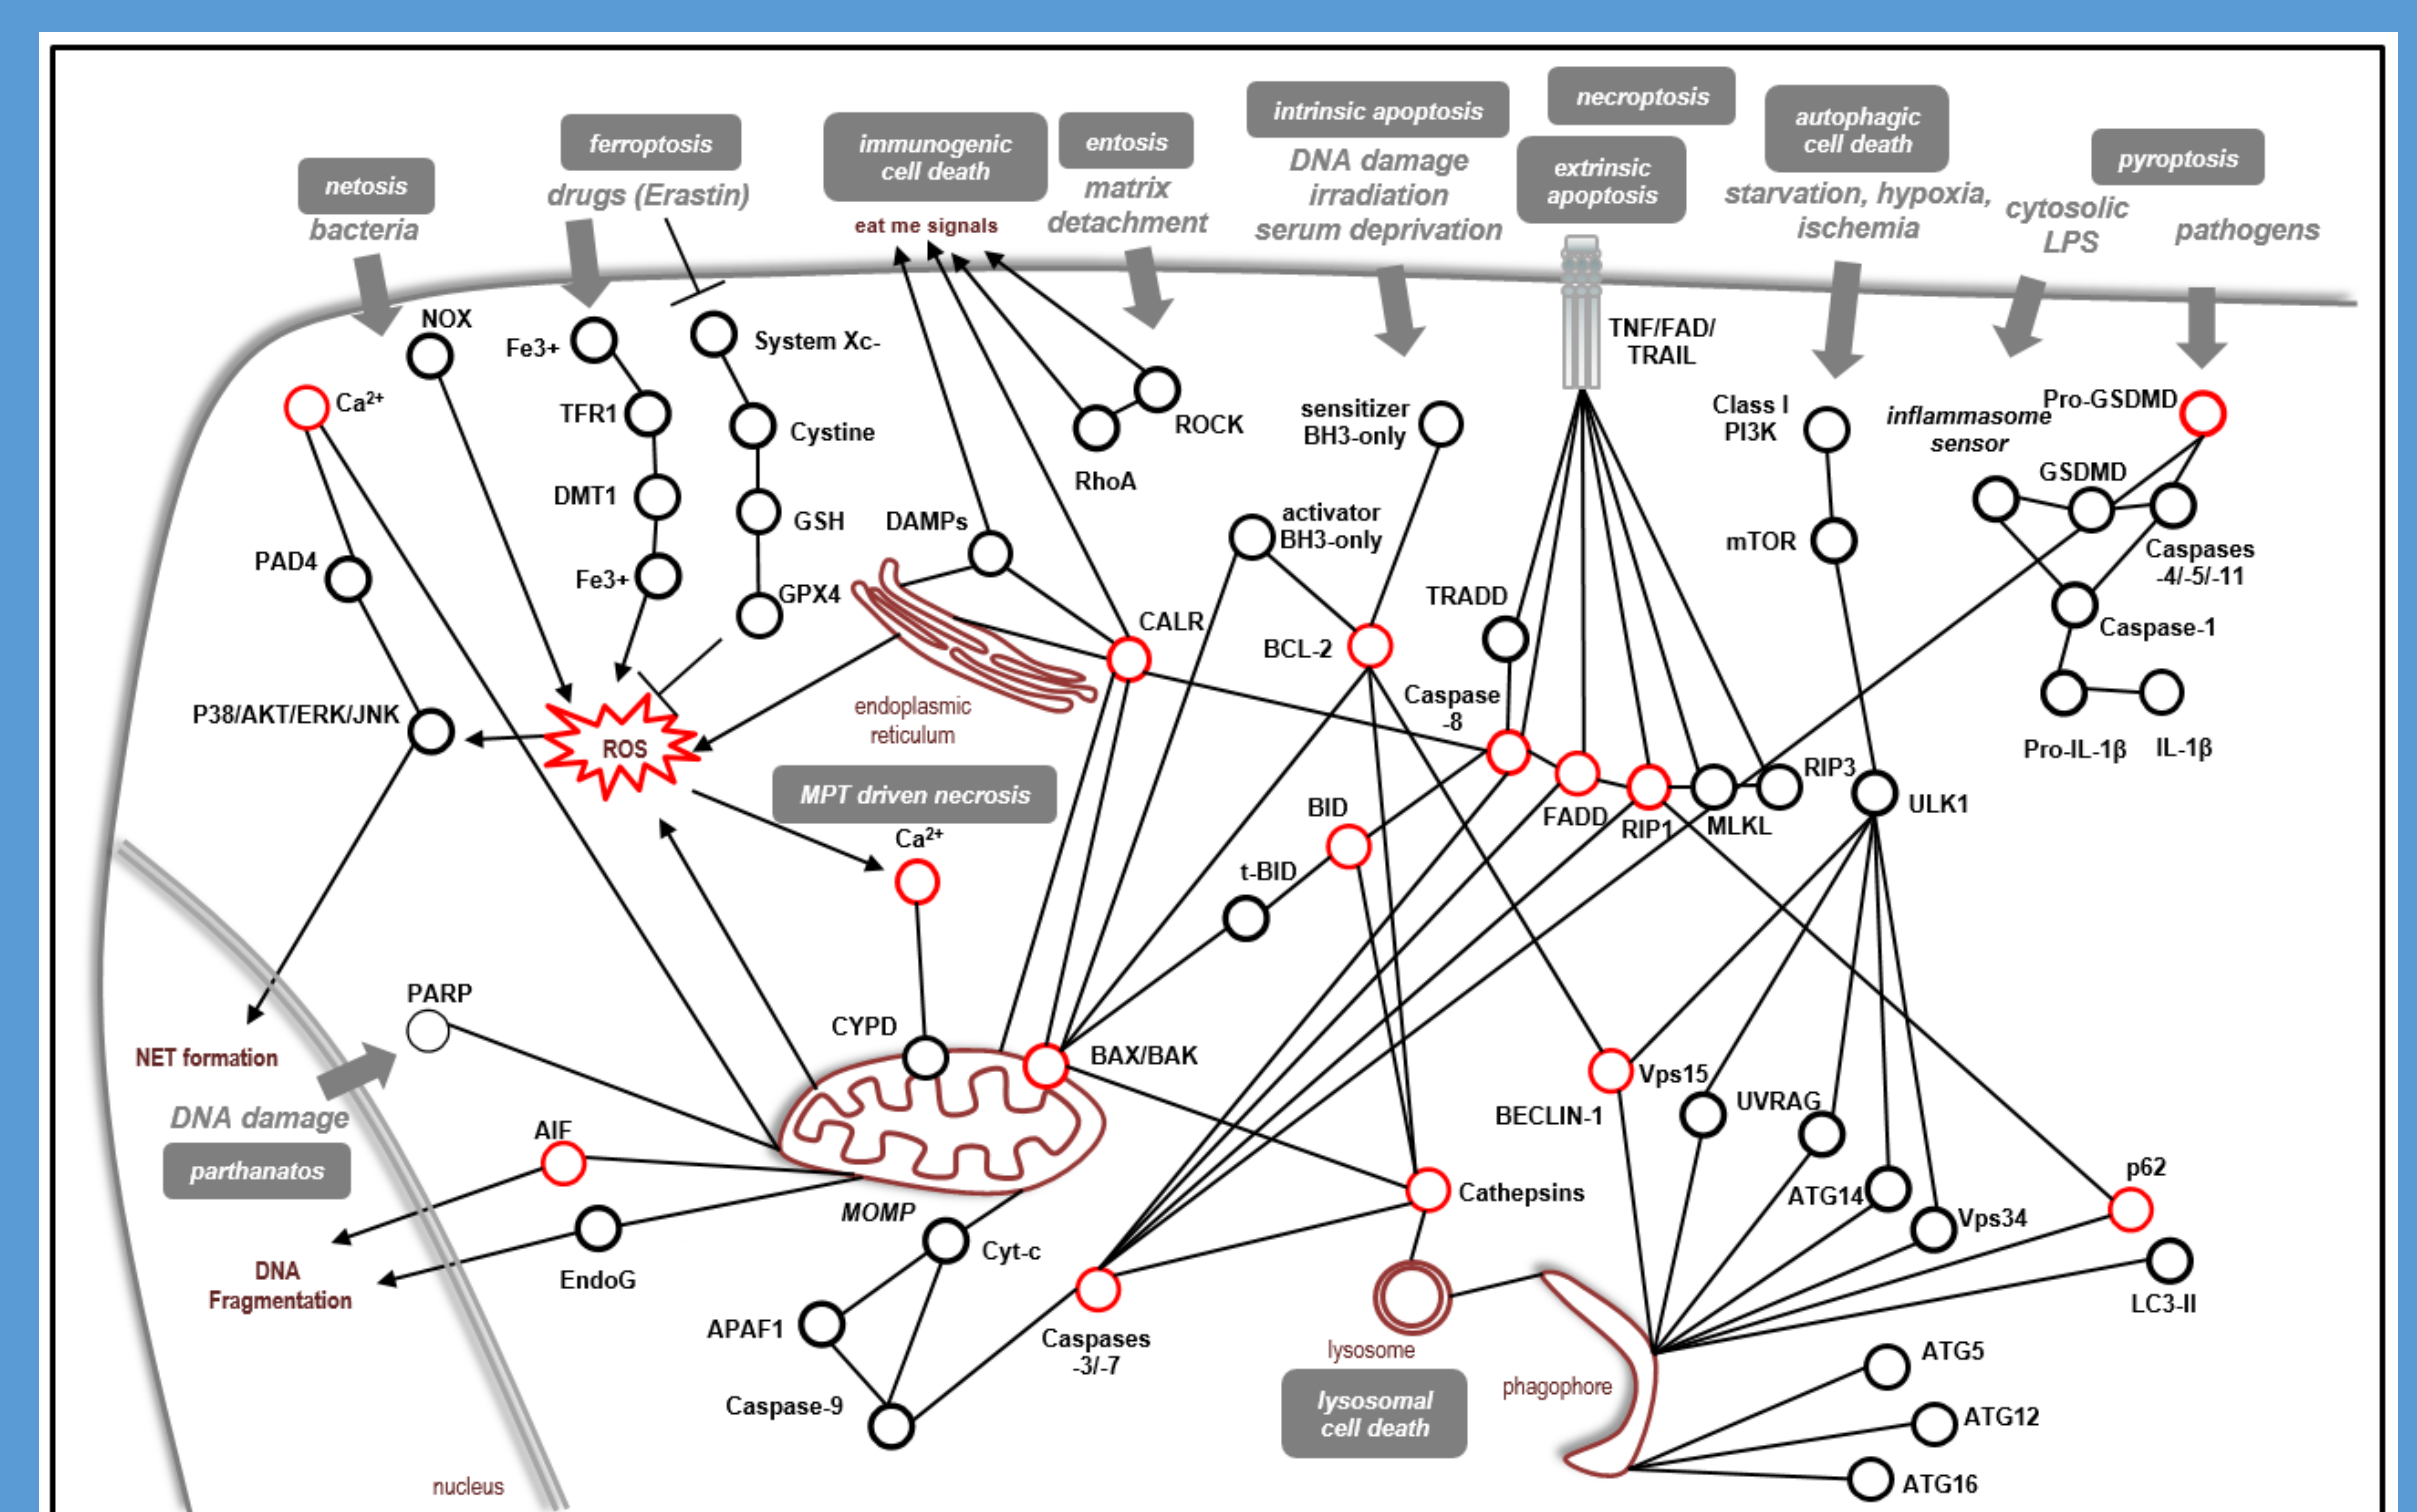 netosis
bacteria
ferroptosis
drugs (Erastin)
immunogenic
cell death
eat me signals
entosis
matrix
detachment
intrinsic apoptosis
DNA damage
irradiation
serum deprivation
necroptosis
extrinsic
apoptosis
autophagic
cell death
starvation, hypoxia,
ischemia
pyroptosis
cytosolic
LPS
pathogens
NOX
Fe3+
System Xc-
TNF/FAD/
TRAIL
Ca2+
TFR1
Cystine
ROCK
RhoA
sensitizer
BH3-only
Class I
PI3K
inflammasome
sensor
Pro-GSDMD
GSDMD
DMT1
GSH
DAMPs
activator
BH3-only
mTOR
Caspases
-4/-5/-11
PAD4
Fe3+
GPX4
CALR
TRADD
BCL-2
Caspase-1
P38/AKT/ERK/JNK
ROS
endoplasmic
reticulum
Caspase
-8
Pro-IL-1β
IL-1β
MPT driven necrosis
Ca2+
BID
FADD
RIP1
MLKL
RIP3
ULK1
t-BID
PARP
CYPD
BAX/BAK
NET formation
DNA damage
parthanatos
AIF
Vps15
BECLIN-1
UVRAG
MOMP
Cathepsins
ATG14
Vps34
p62
DNA
Fragmentation
EndoG
Cyt-c
LC3-II
APAF1
Caspases
-3/-7
lysosome
lysosomal
cell death
phagophore
ATG5
Caspase-9
ATG12
nucleus
ATG16